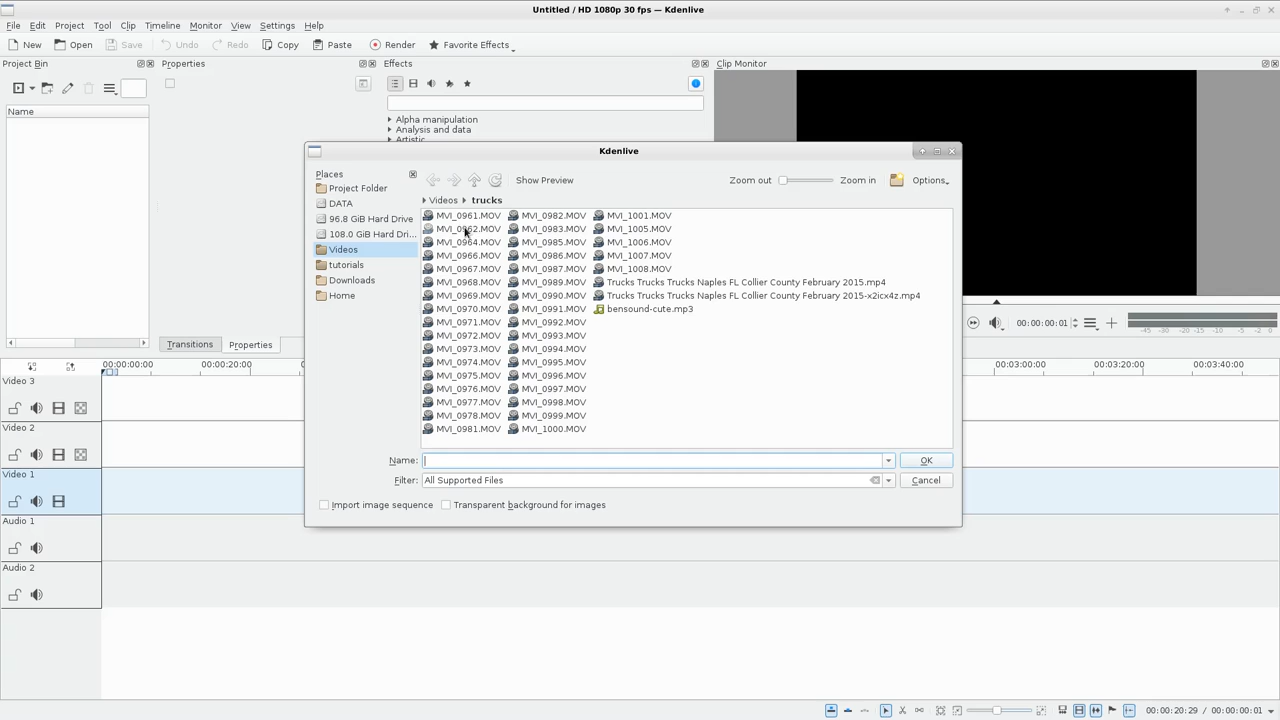 Untitled / HD 1080p 30 fps — Kdenlive
File Edit Project Tool Clip Timeline Monitor View Settings Help
New Open Save Undo Redo Copy Paste Render Favorite Effects
Project Bin Properties Effects Clip Monitor
Name
Alpha manipulation
Analysis and data
Artistic
Kdenlive
Places
Project Folder
DATA
96.8 GiB Hard Drive
108.0 GiB Hard Dri...
Videos
tutorials
Downloads
Home
Show Preview Zoom out Zoom in Options
Videos trucks
MVI_0961.MOV MVI_0982.MOV MVI_1001.MOV
MVI_0962.MOV MVI_0983.MOV MVI_1005.MOV
MVI_0964.MOV MVI_0985.MOV MVI_1006.MOV
MVI_0966.MOV MVI_0986.MOV MVI_1007.MOV
MVI_0967.MOV MVI_0987.MOV MVI_1008.MOV
MVI_0968.MOV MVI_0989.MOV Trucks Trucks Trucks Naples FL Collier County February 2015.mp4
MVI_0969.MOV MVI_0990.MOV Trucks Trucks Trucks Naples FL Collier County February 2015-x2icx4z.mp4
MVI_0970.MOV MVI_0991.MOV bensound-cute.mp3
MVI_0971.MOV MVI_0992.MOV
MVI_0972.MOV MVI_0993.MOV
MVI_0973.MOV MVI_0994.MOV
MVI_0974.MOV MVI_0995.MOV
MVI_0975.MOV MVI_0996.MOV
MVI_0976.MOV MVI_0997.MOV
MVI_0977.MOV MVI_0998.MOV
MVI_0978.MOV MVI_0999.MOV
MVI_0981.MOV MVI_1000.MOV
Name: OK
Filter: All Supported Files Cancel
Import image sequence Transparent background for images
00:00:00:01
-45 -30 -20 -15 -10 -5 -2 0
Transitions Properties
00:00:00:00 00:00:20:00 00:03:00:00 00:03:20:00 00:03:40:00
Video 3
Video 2
Video 1
Audio 1
Audio 2
00:00:20:29 / 00:00:00:01